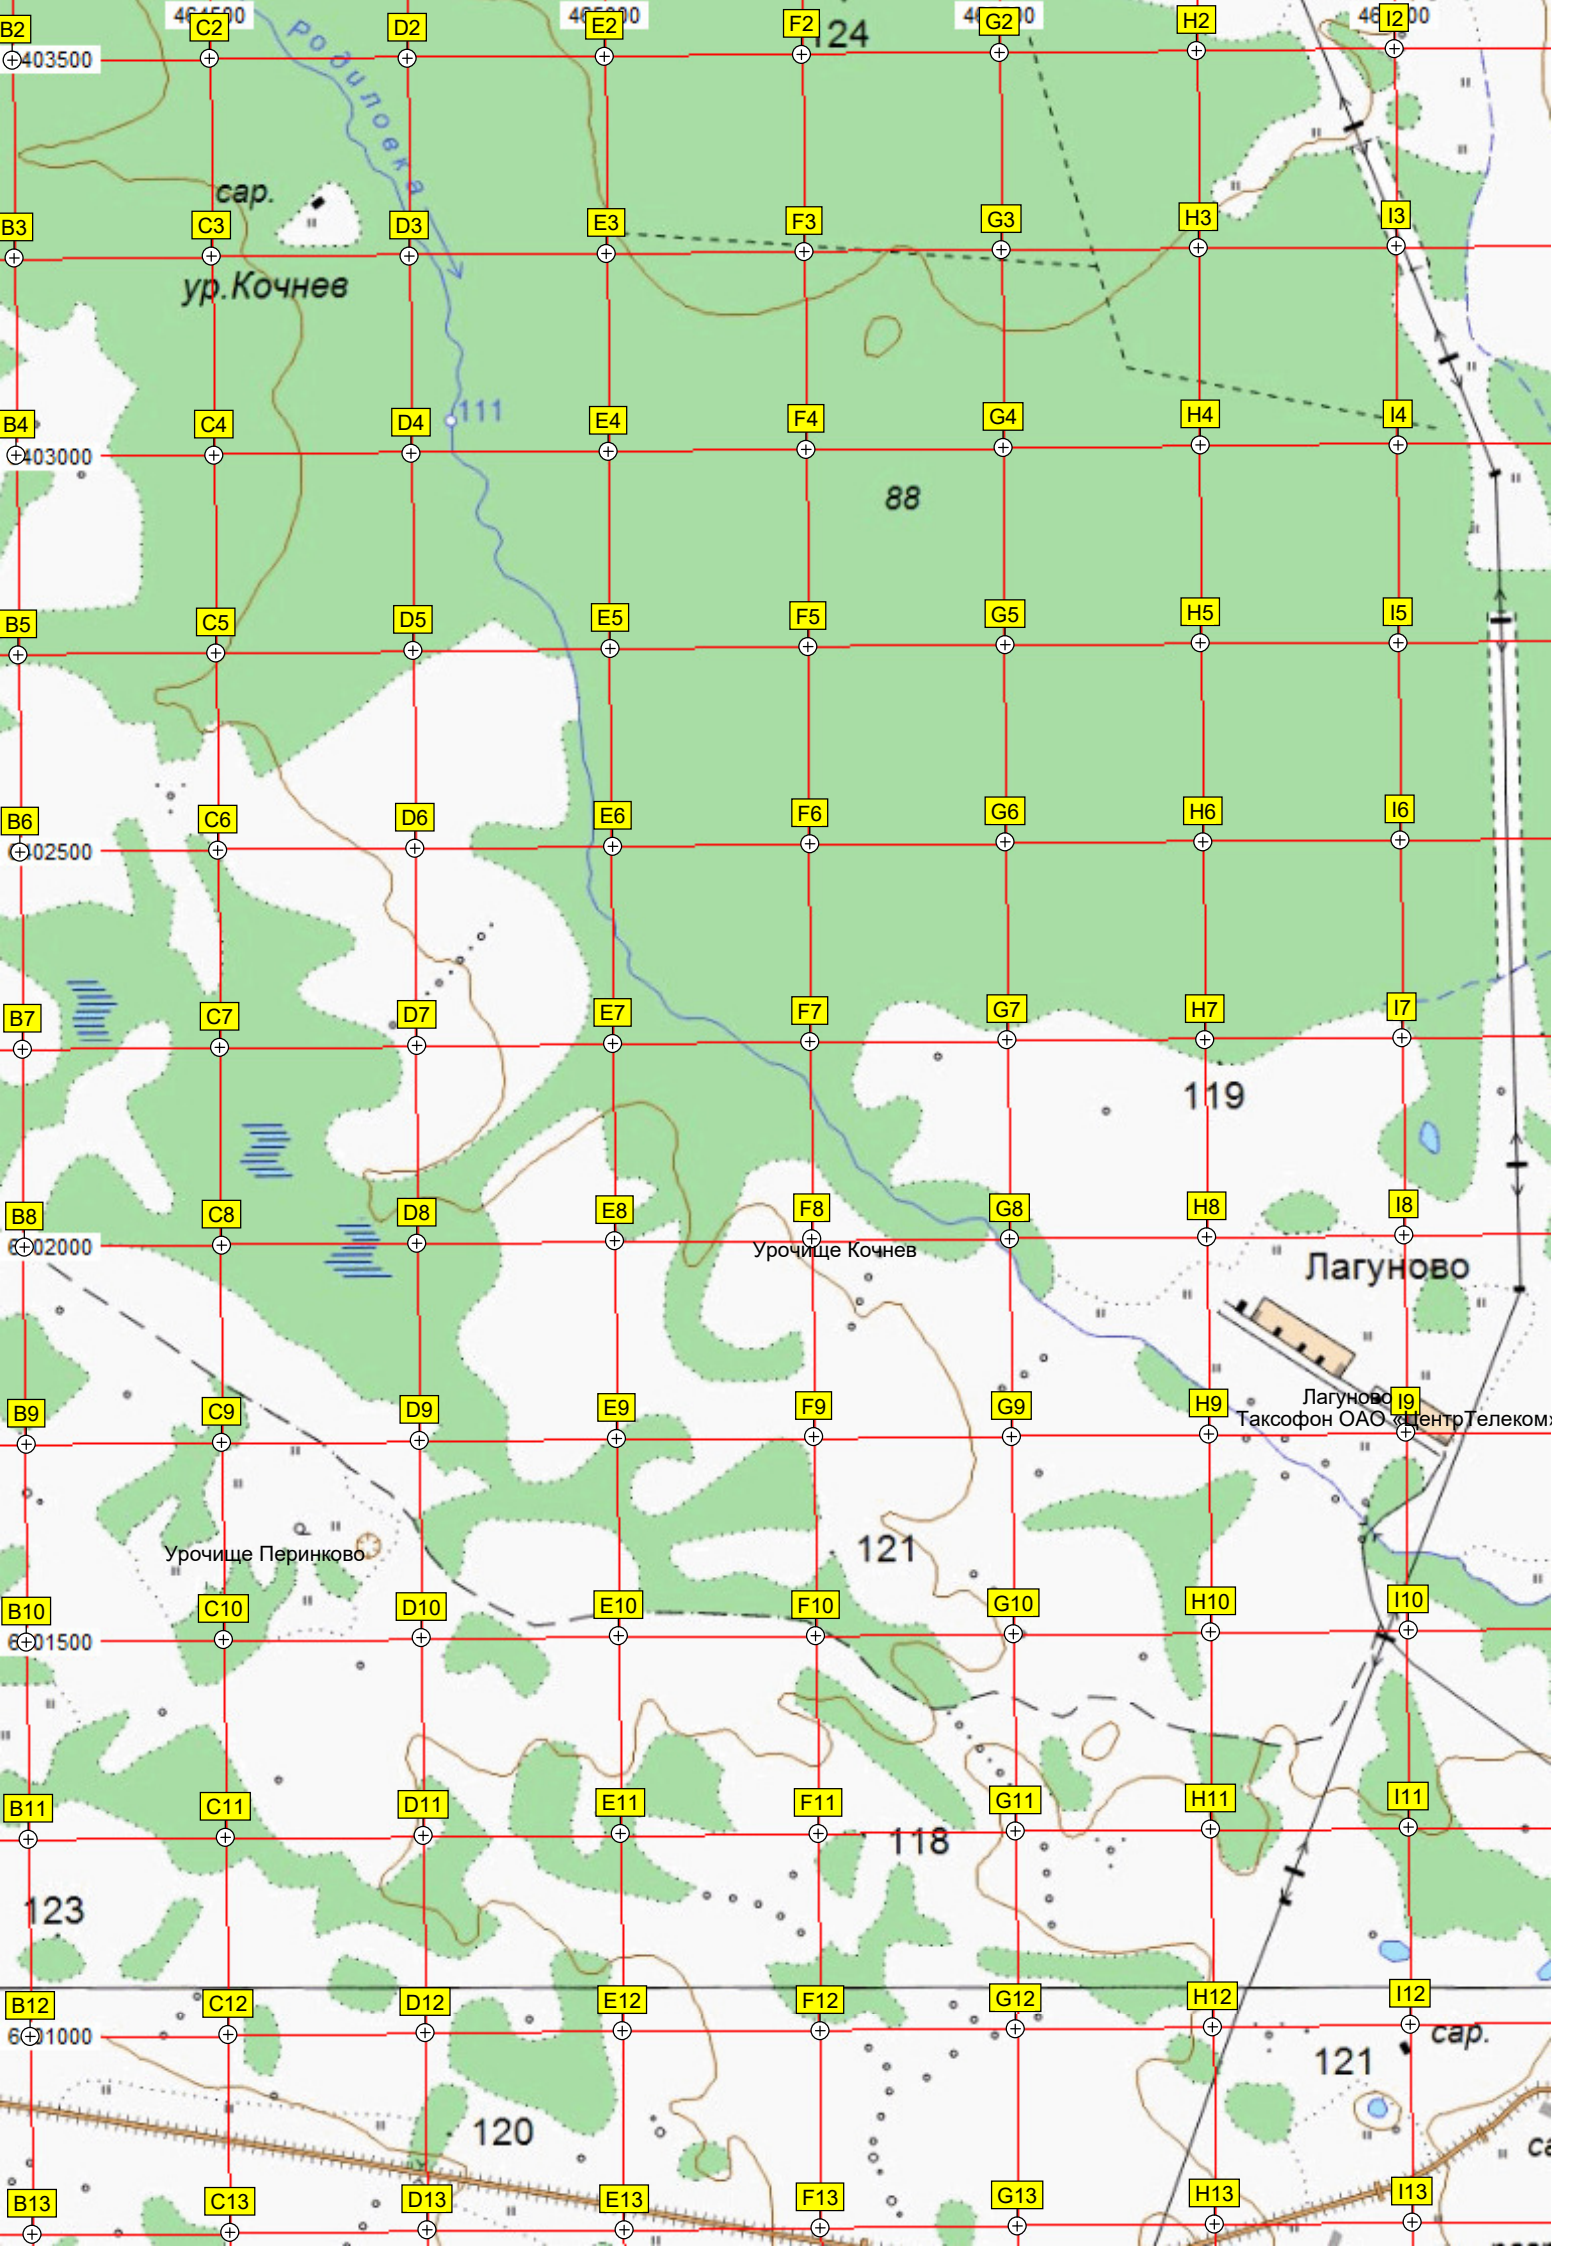 B2 C2 D2 E2 F2 G2 H2 I2
124
403500
Родиловка
сар.
B3 C3 D3 E3 F3 G3 H3 I3
ур.Кочнев
111
B4 C4 D4 E4 F4 G4 H4 I4
403000
88
B5 C5 D5 E5 F5 G5 H5 I5
B6 C6 D6 E6 F6 G6 H6 I6
402500
B7 C7 D7 E7 F7 G7 H7 I7
119
B8 C8 D8 E8 F8 G8 H8 I8
Урочище Кочнев
Лагуново
Лагуново
B9 C9 D9 E9 F9 G9 H9 I9
Таксофон ОАО «ЦентрТелеком»
121
Урочище Перинково
B10 C10 D10 E10 F10 G10 H10 I10
B11 C11 D11 E11 F11 G11 H11 I11
118
123
B12 C12 D12 E12 F12 G12 H12 I12
сар.
121
120
B13 C13 D13 E13 F13 G13 H13 I13